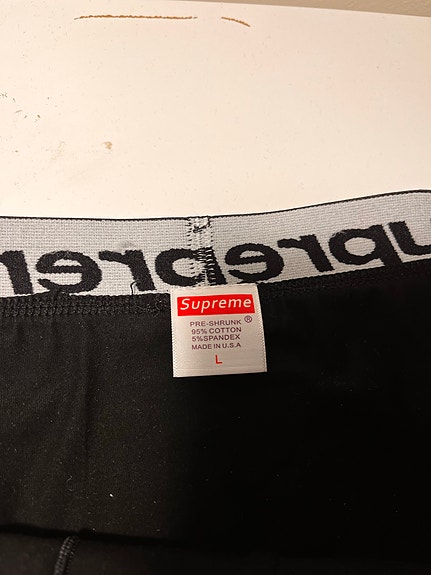 Supreme
PRE-SHRUNK ®
95% COTTON
5%SPANDEX
MADE IN U.S.A
L